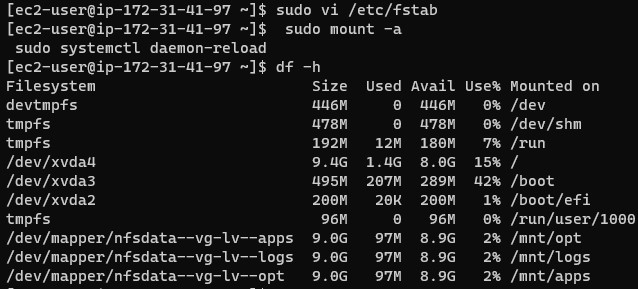 [ec2-user@ip-172-31-41-97 ~]$ sudo vi /etc/fstab
[ec2-user@ip-172-31-41-97 ~]$  sudo mount -a
 sudo systemctl daemon-reload
[ec2-user@ip-172-31-41-97 ~]$ df -h
Filesystem                        Size  Used Avail Use% Mounted on
devtmpfs                          446M     0  446M   0% /dev
tmpfs                             478M     0  478M   0% /dev/shm
tmpfs                             192M   12M  180M   7% /run
/dev/xvda4                        9.4G  1.4G  8.0G  15% /
/dev/xvda3                        495M  207M  289M  42% /boot
/dev/xvda2                        200M   20K  200M   1% /boot/efi
tmpfs                              96M     0   96M   0% /run/user/1000
/dev/mapper/nfsdata--vg-lv--apps  9.0G   97M  8.9G   2% /mnt/opt
/dev/mapper/nfsdata--vg-lv--logs  9.0G   97M  8.9G   2% /mnt/logs
/dev/mapper/nfsdata--vg-lv--opt   9.0G   97M  8.9G   2% /mnt/apps